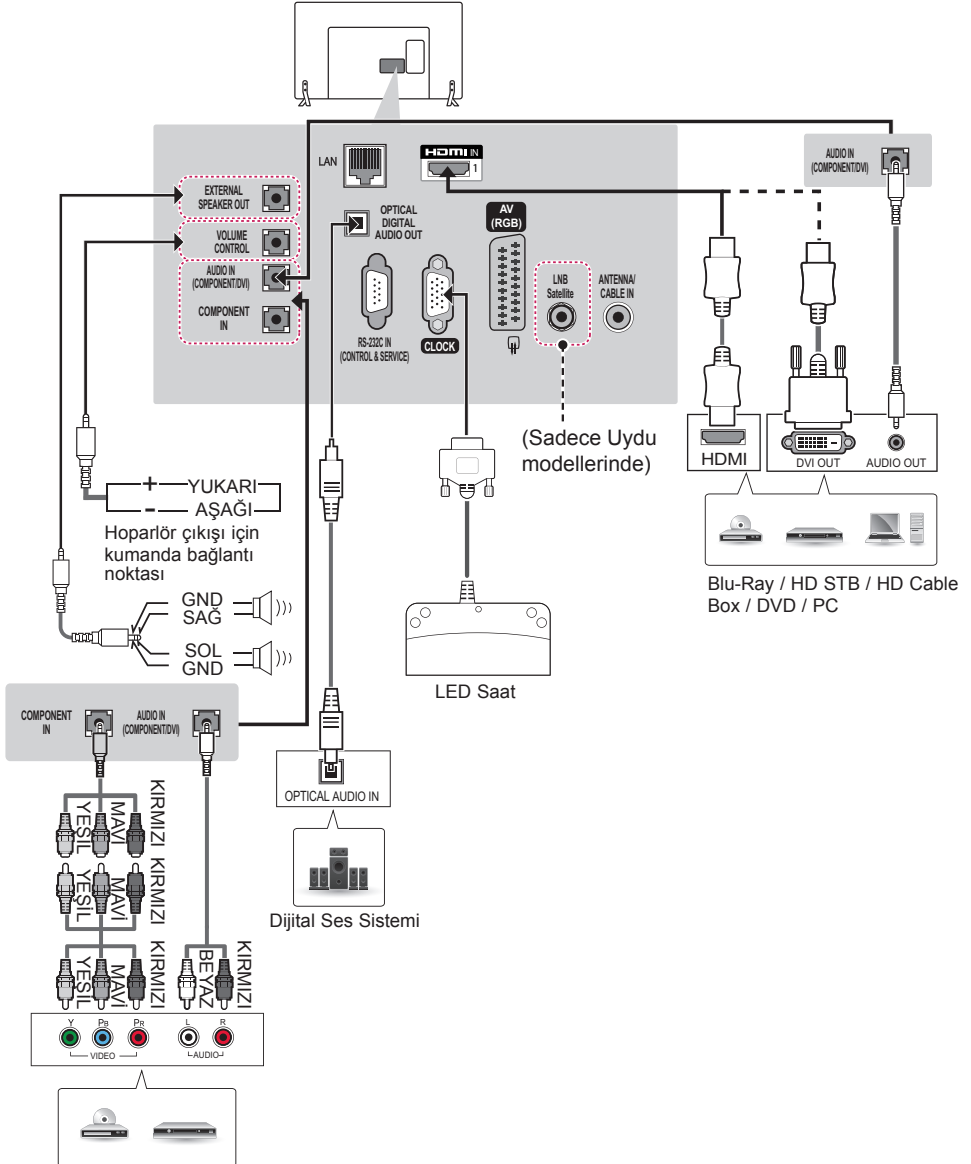 LAN
HDMI IN
1
AUDIO IN
(COMPONENT/DVI)
EXTERNAL
SPEAKER OUT
VOLUME
CONTROL
AUDIO IN
(COMPONENT/DVI)
COMPONENT
IN
OPTICAL
DIGITAL
AUDIO OUT
AV
(RGB)
RS-232C IN
(CONTROL & SERVICE)
CLOCK
LNB
Satellite
ANTENNA/
CABLE IN
(Sadece Uydu
modellerinde)
HDMI
DVI OUT
AUDIO OUT
Blu-Ray / HD STB / HD Cable
Box / DVD / PC
+ YUKARI
- AŞAĞI
Hoparlör çıkışı için
kumanda bağlantı
noktası
GND
SAĞ
SOL
GND
LED Saat
COMPONENT
IN
AUDIO IN
(COMPONENT/DVI)
OPTICAL AUDIO IN
Dijital Ses Sistemi
YEŞİL
MAVİ
KIRMIZI
YEŞİL
MAVİ
KIRMIZI
YEŞİL
MAVİ
KIRMIZI
BEYAZ
KIRMIZI
Y
PB
PR
VIDEO
L
R
AUDIO